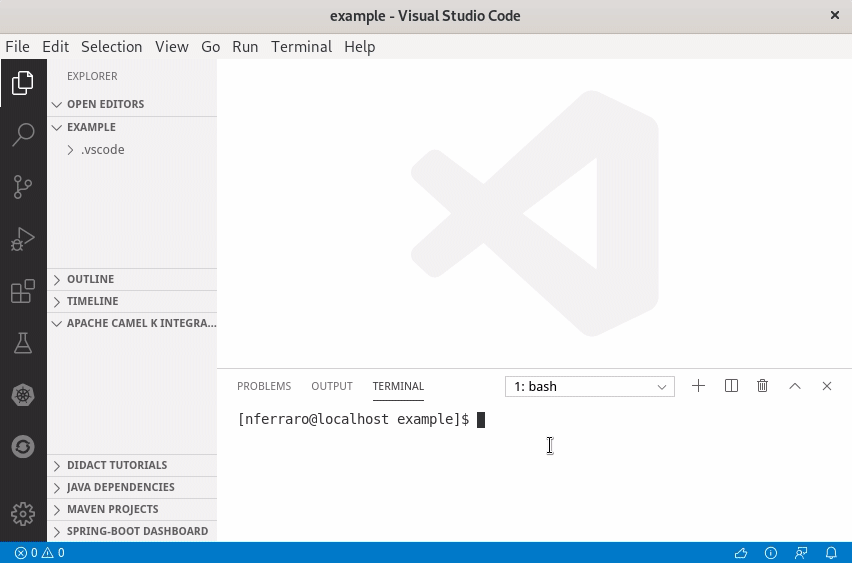 example - Visual Studio Code
File Edit Selection View Go Run Terminal Help
EXPLORER
OPEN EDITORS
EXAMPLE
.vscode
OUTLINE
TIMELINE
APACHE CAMEL K INTEGRA...
DIDACT TUTORIALS
JAVA DEPENDENCIES
MAVEN PROJECTS
SPRING-BOOT DASHBOARD
PROBLEMS OUTPUT TERMINAL 1: bash
[nferraro@localhost example]$
0 0